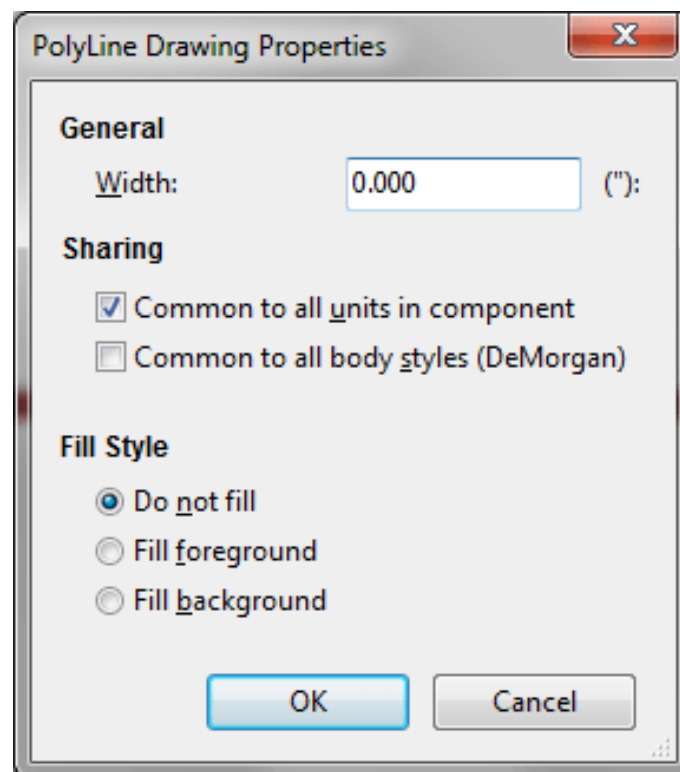 PolyLine Drawing Properties
General
Width: 0.000 ("):
Sharing
Common to all units in component
Common to all body styles (DeMorgan)
Fill Style
Do not fill
Fill foreground
Fill background
OK Cancel